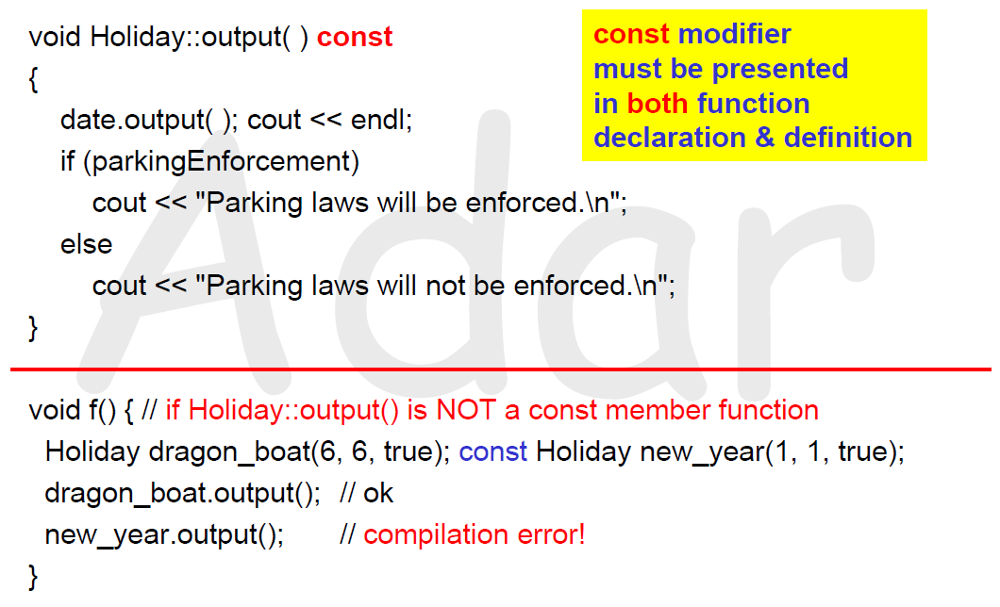 void Holiday::output( ) const
{
date.output( ); cout << endl;
if (parkingEnforcement)
cout << "Parking laws will be enforced.\n";
else
cout << "Parking laws will not be enforced.\n";
}
const modifier
must be presented
in both function
declaration & definition
Adar
void f() { // if Holiday::output() is NOT a const member function
Holiday dragon_boat(6, 6, true); const Holiday new_year(1, 1, true);
dragon_boat.output(); // ok
new_year.output(); // compilation error!
}